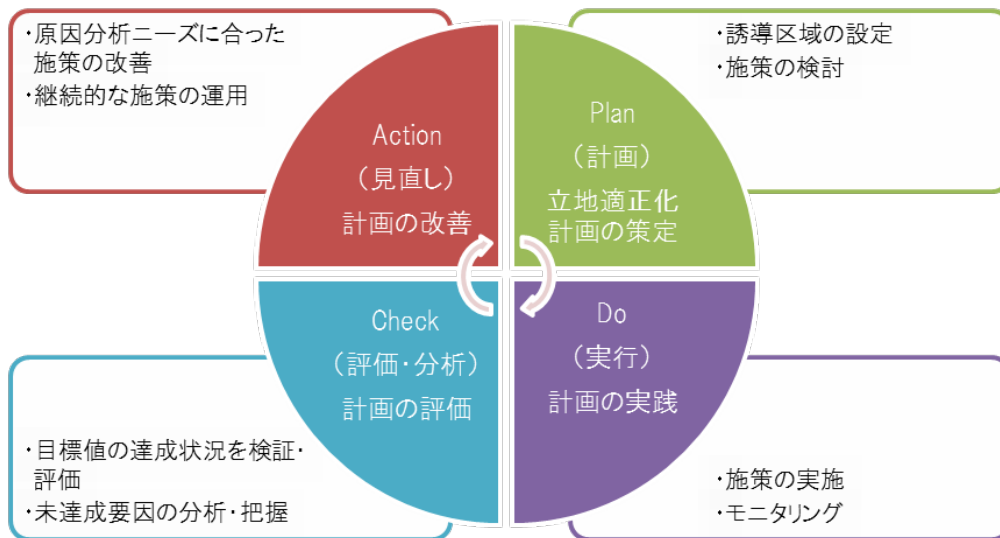 ・原因分析ニーズに合った
施策の改善
・継続的な施策の運用
Action
（見直し）
計画の改善
・誘導区域の設定
・施策の検討
Plan
（計画）
立地適正化
計画の策定
Check
（評価・分析）
計画の評価
・目標値の達成状況を検証・
評価
・未達成要因の分析・把握
Do
（実行）
計画の実践
・施策の実施
・モニタリング